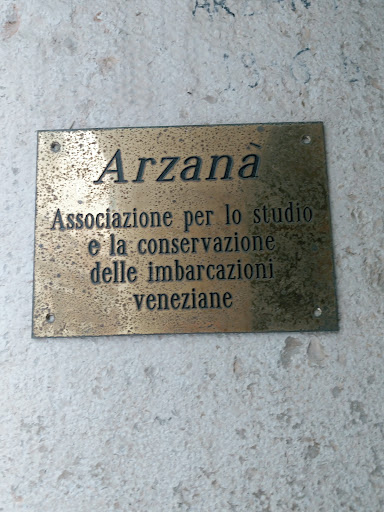 Arzanà
Associazione per lo studio
e la conservazione
delle imbarcazioni
veneziane